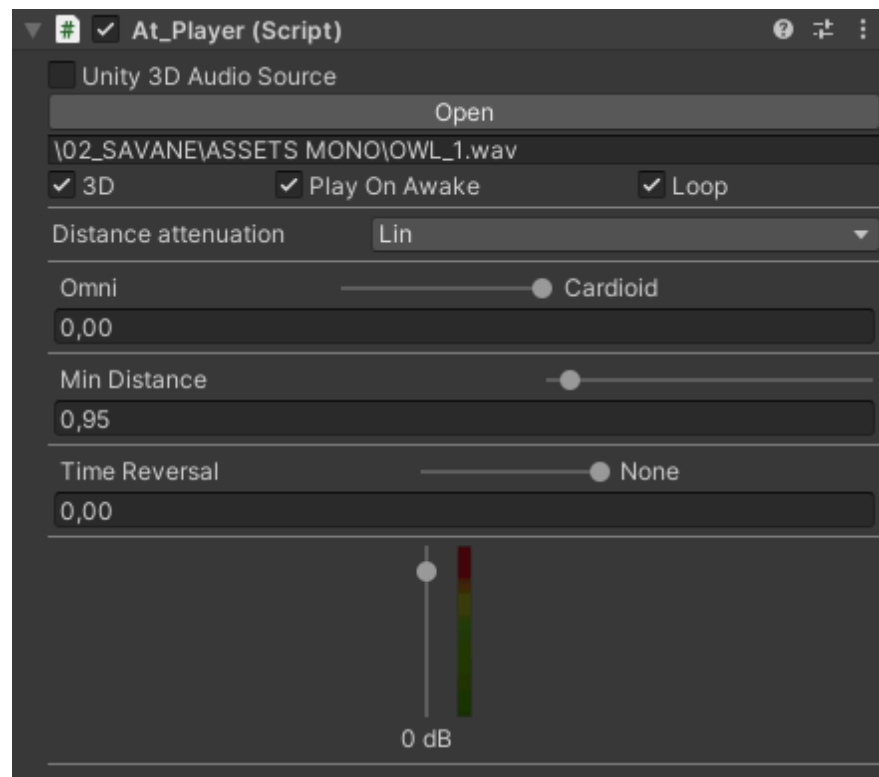 At_Player (Script)
Unity 3D Audio Source
Open
\02_SAVANE\ASSETS MONO\OWL_1.wav
3D Play On Awake Loop
Distance attenuation Lin
Omni Cardioid
0,00
Min Distance
0,95
Time Reversal None
0,00
0 dB